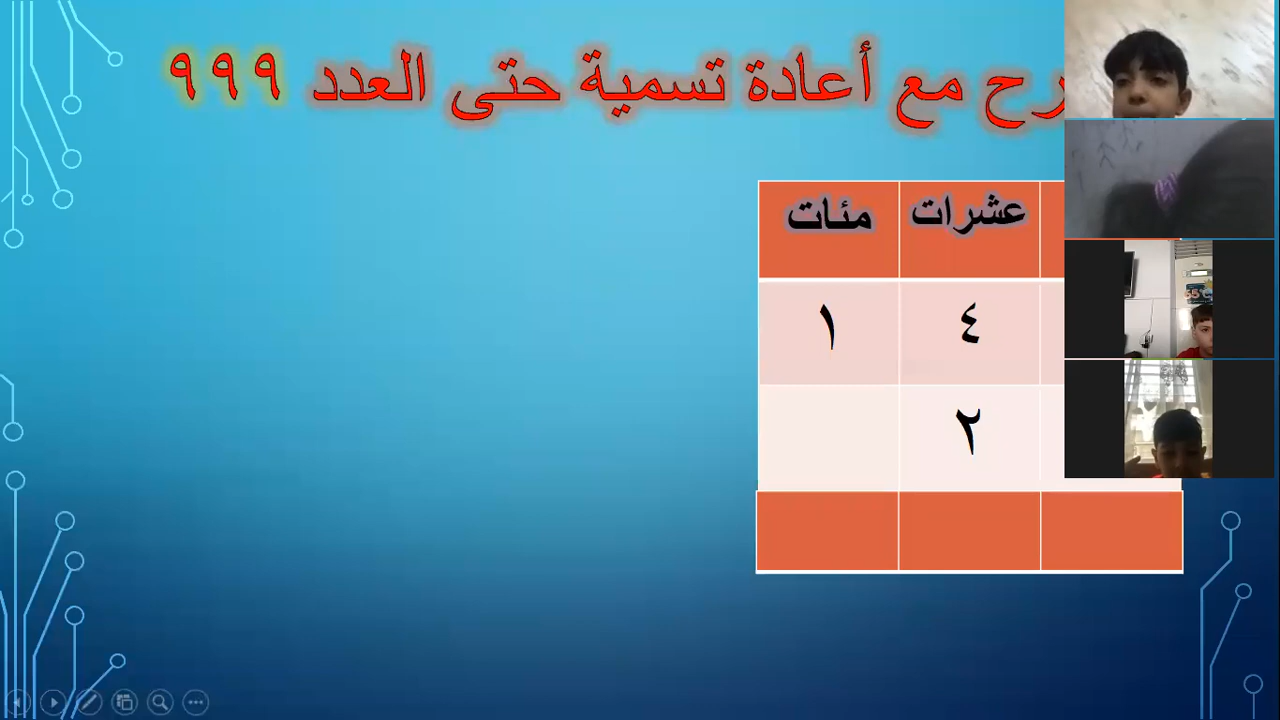 رح مع أعادة تسمية حتى العدد ٩٩٩
عشرات مئات
٤ ١
٢